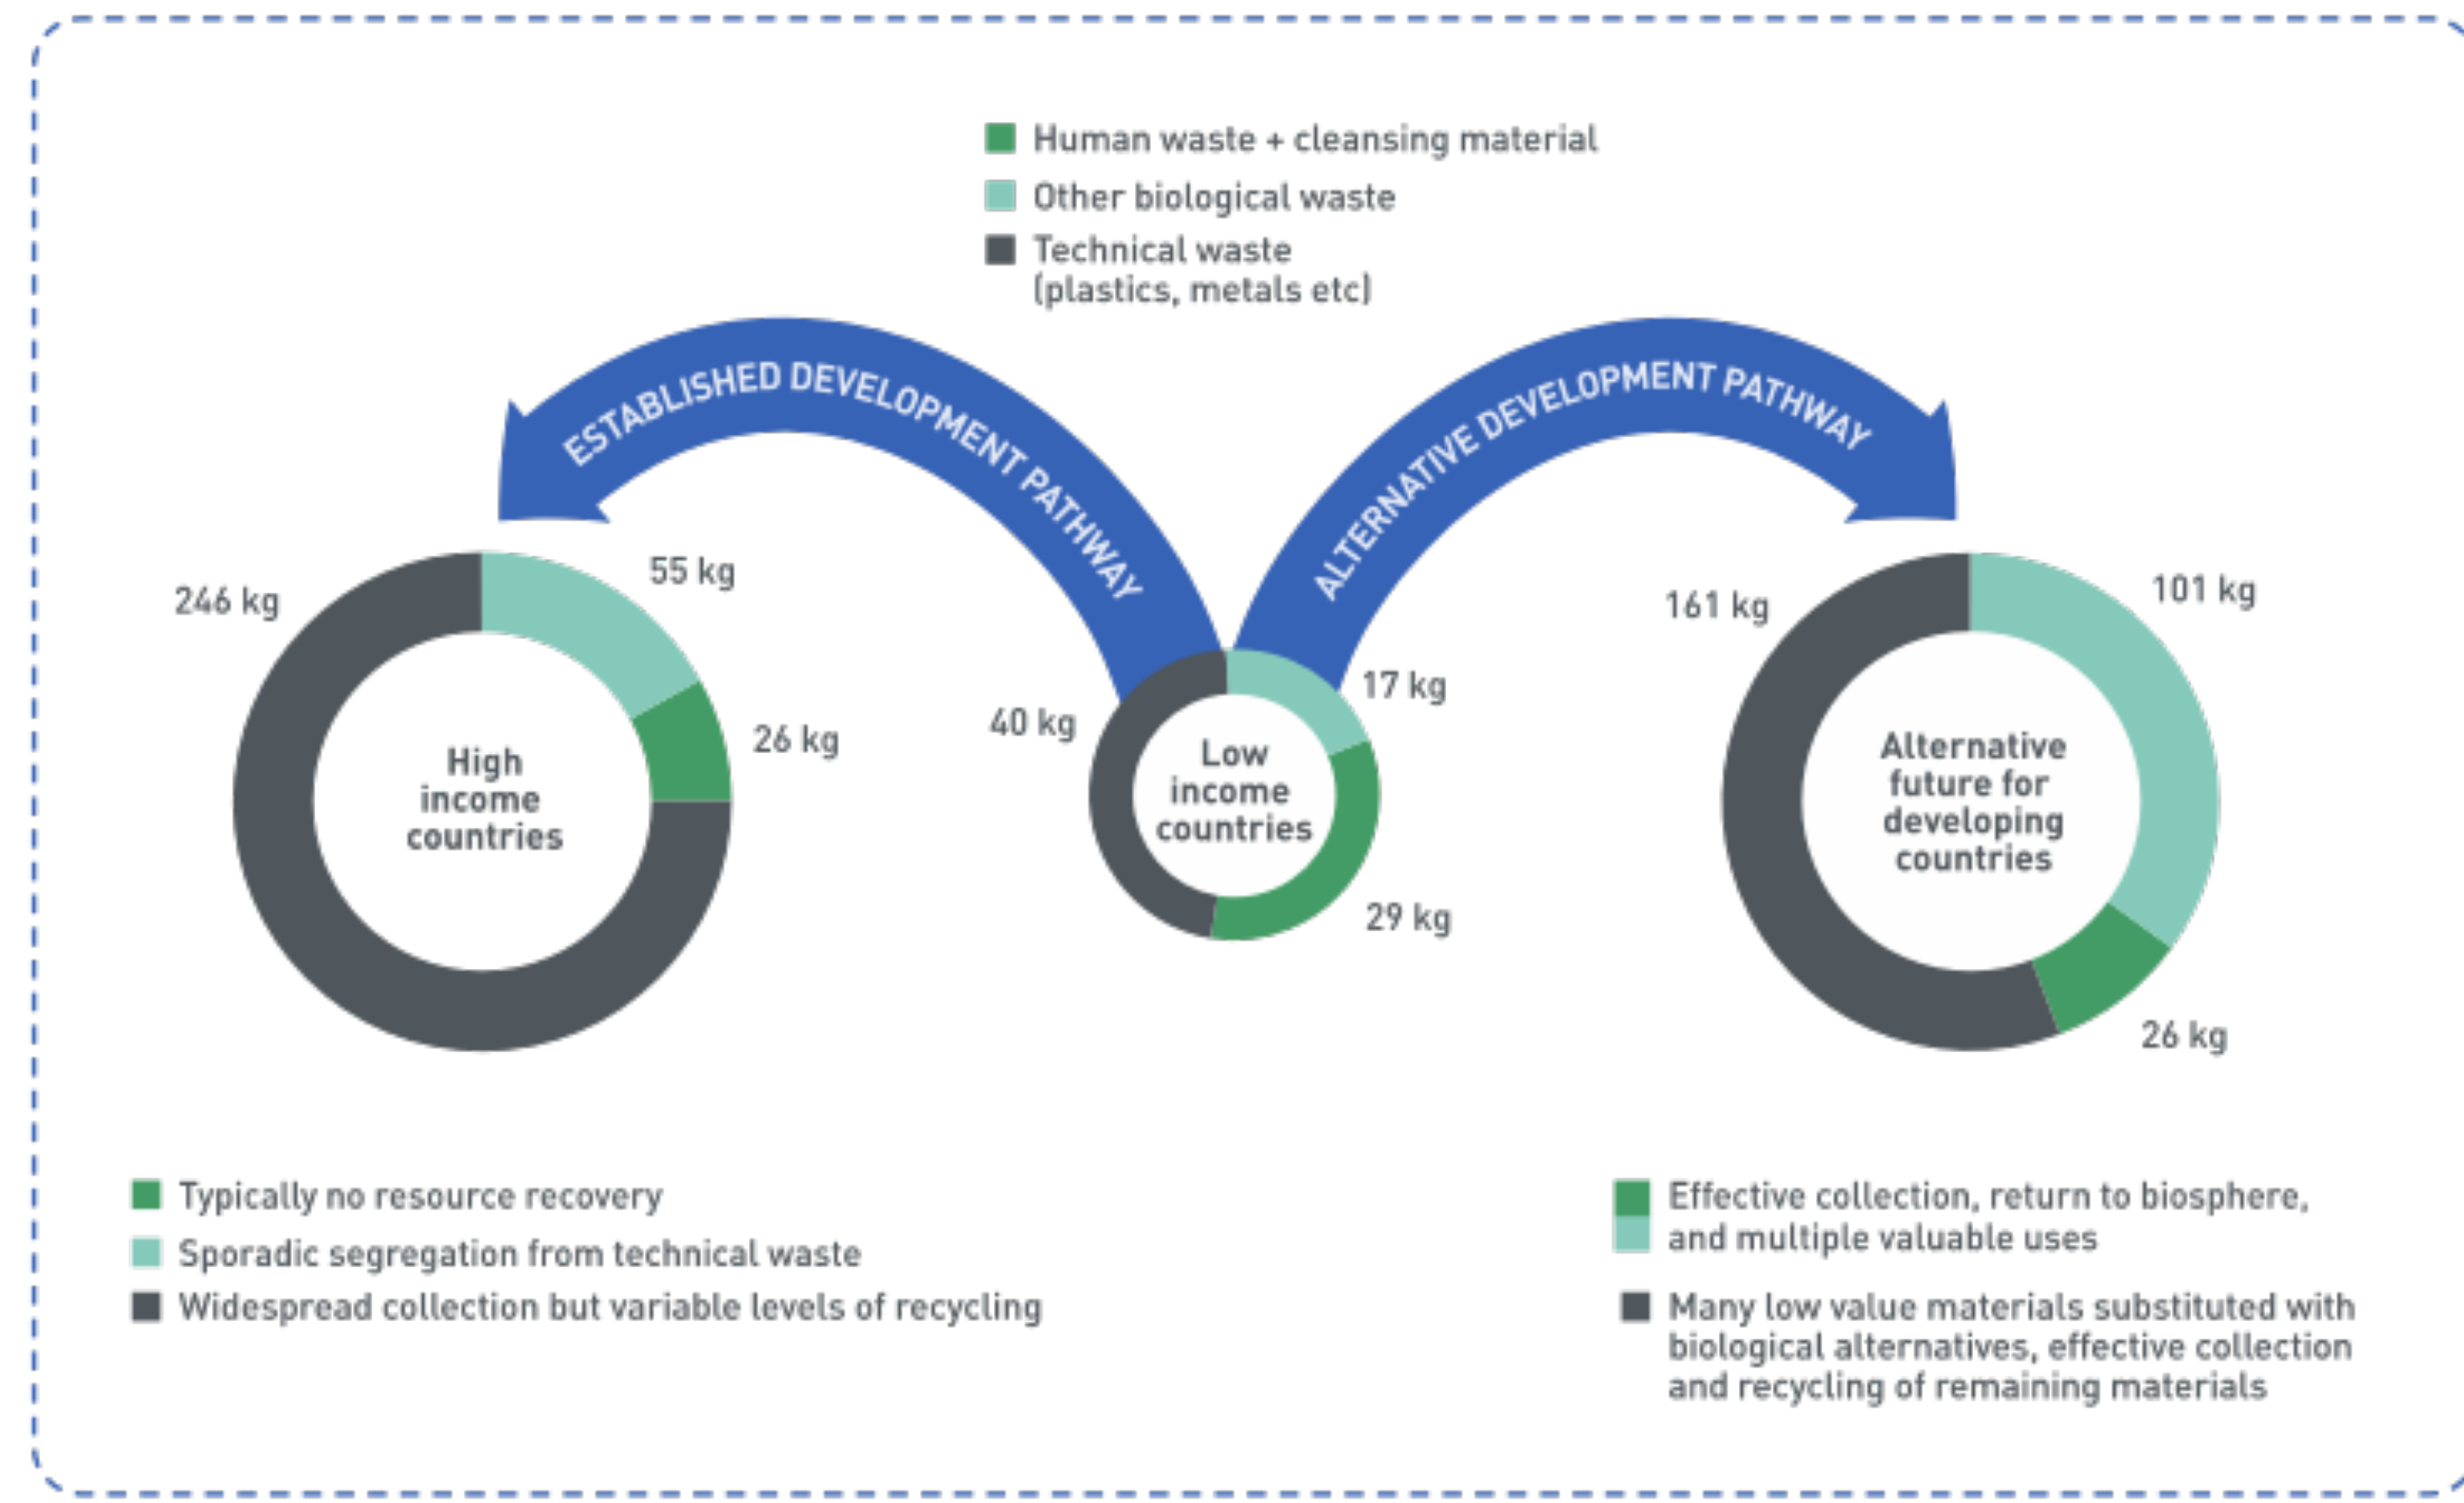 Human waste + cleansing material
Other biological waste
Technical waste
(plastics, metals etc)
ESTABLISHED DEVELOPMENT PATHWAY
ALTERNATIVE DEVELOPMENT PATHWAY
246 kg
55 kg
26 kg
High
income
countries
40 kg
17 kg
29 kg
Low
income
countries
161 kg
101 kg
26 kg
Alternative
future for
developing
countries
Typically no resource recovery
Sporadic segregation from technical waste
Widespread collection but variable levels of recycling
Effective collection, return to biosphere,
and multiple valuable uses
Many low value materials substituted with
biological alternatives, effective collection
and recycling of remaining materials